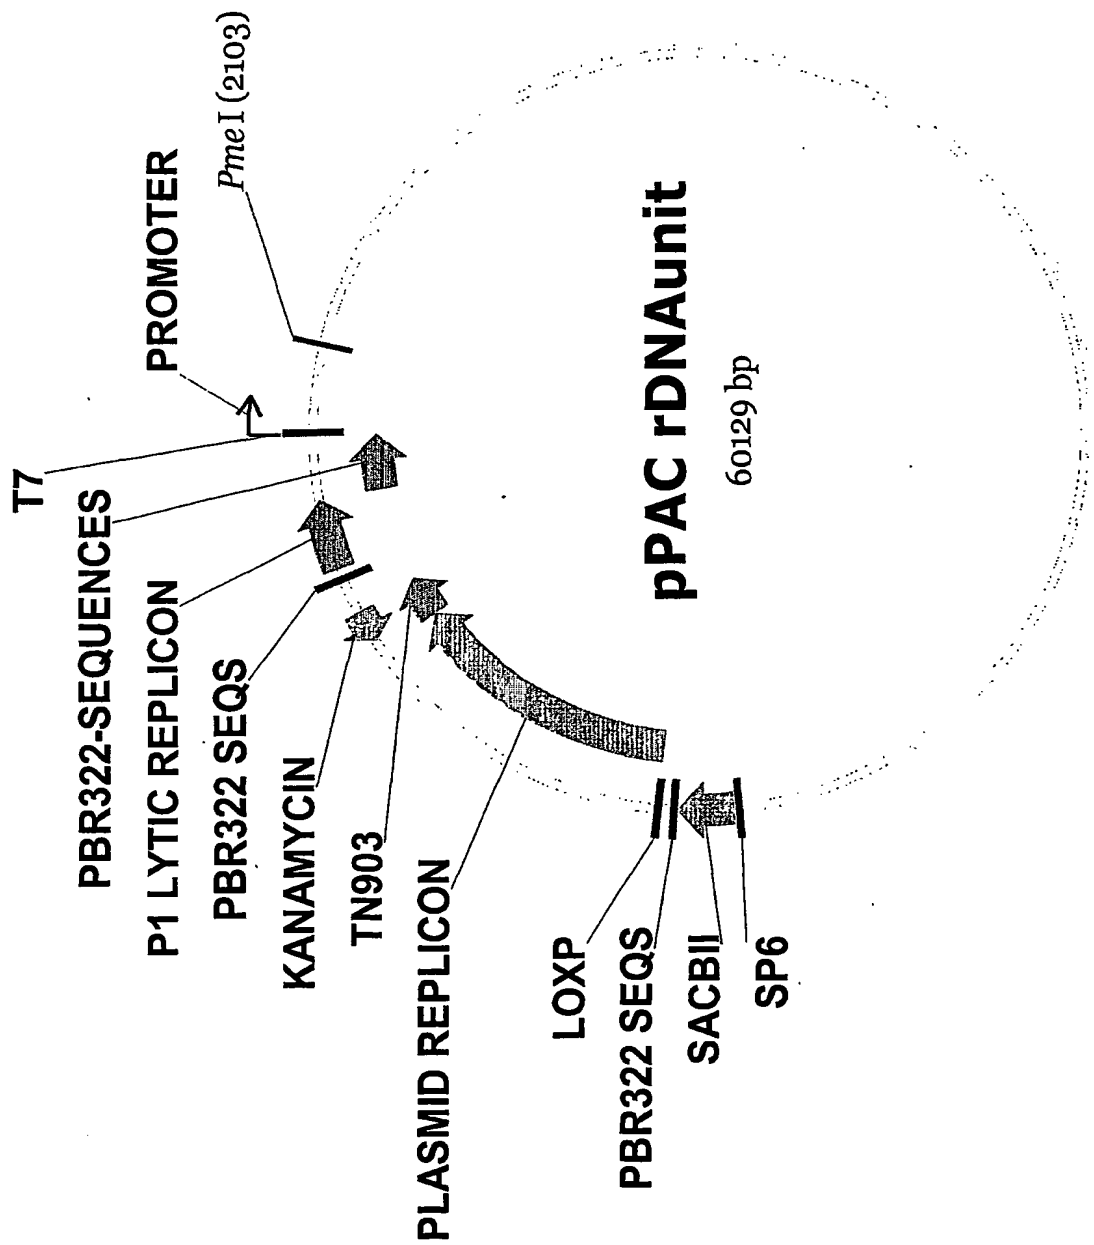 T7
PROMOTER
PmeI (2103)
PBR322-SEQUENCES
P1 LYTIC REPLICON
PBR322 SEQS
KANAMYCIN
TN903
PLASMID REPLICON
LOXP
PBR322 SEQS
SACBII
SP6
pPAC rDNAunit
60129 bp